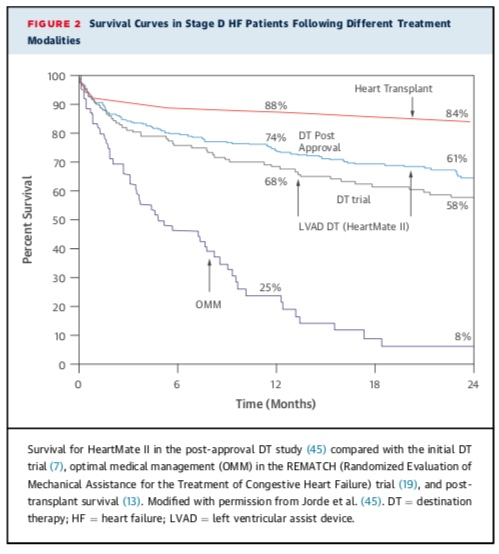 FIGURE 2 Survival Curves in Stage D HF Patients Following Different Treatment
Modalities
100
90
80
70
60
50
40
30
20
10
0
Percent Survival
Heart Transplant
88%
84%
74%
DT Post
Approval
61%
68%
DT trial
58%
LVAD DT (HeartMate II)
OMM
25%
8%
0
6
12
18
24
Time (Months)
Survival for HeartMate II in the post-approval DT study (45) compared with the initial DT
trial (7), optimal medical management (OMM) in the REMATCH (Randomized Evaluation of
Mechanical Assistance for the Treatment of Congestive Heart Failure) trial (19), and post-
transplant survival (13). Modified with permission from Jorde et al. (45). DT = destination
therapy; HF = heart failure; LVAD = left ventricular assist device.